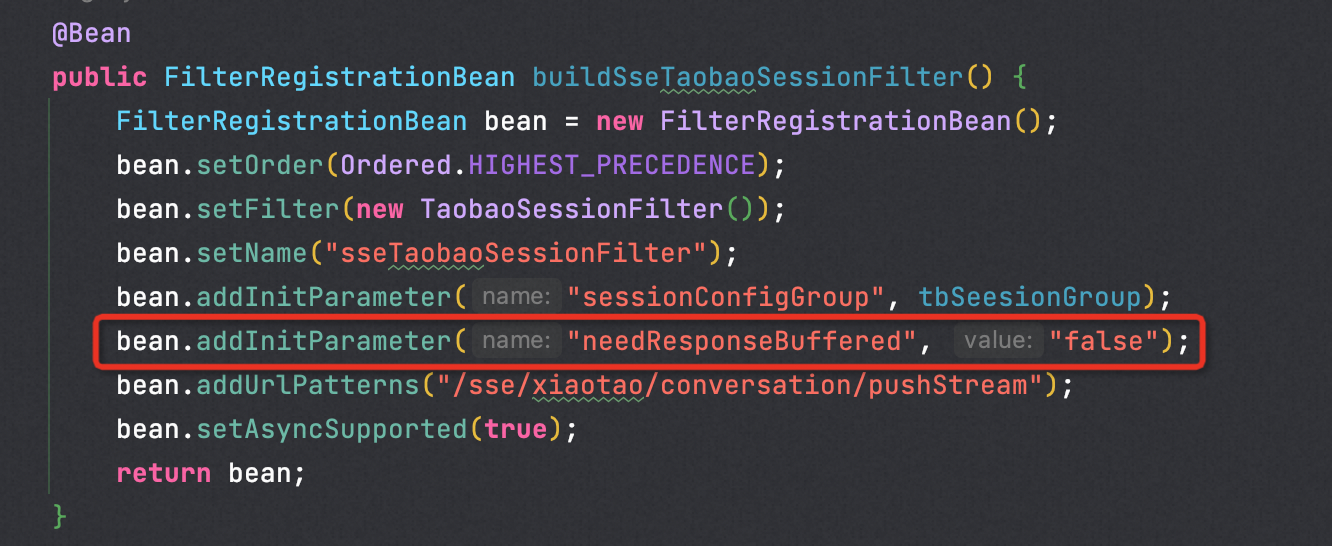 @Bean
public FilterRegistrationBean buildSseTaobaoSessionFilter() {
FilterRegistrationBean bean = new FilterRegistrationBean();
bean.setOrder(Ordered.HIGHEST_PRECEDENCE);
bean.setFilter(new TaobaoSessionFilter());
bean.setName("sseTaobaoSessionFilter");
bean.addInitParameter( name: "sessionConfigGroup", tbSeesionGroup);
bean.addInitParameter( name: "needResponseBuffered", value: "false");
bean.addUrlPatterns("/sse/xiaotao/conversation/pushStream");
bean.setAsyncSupported(true);
return bean;
}